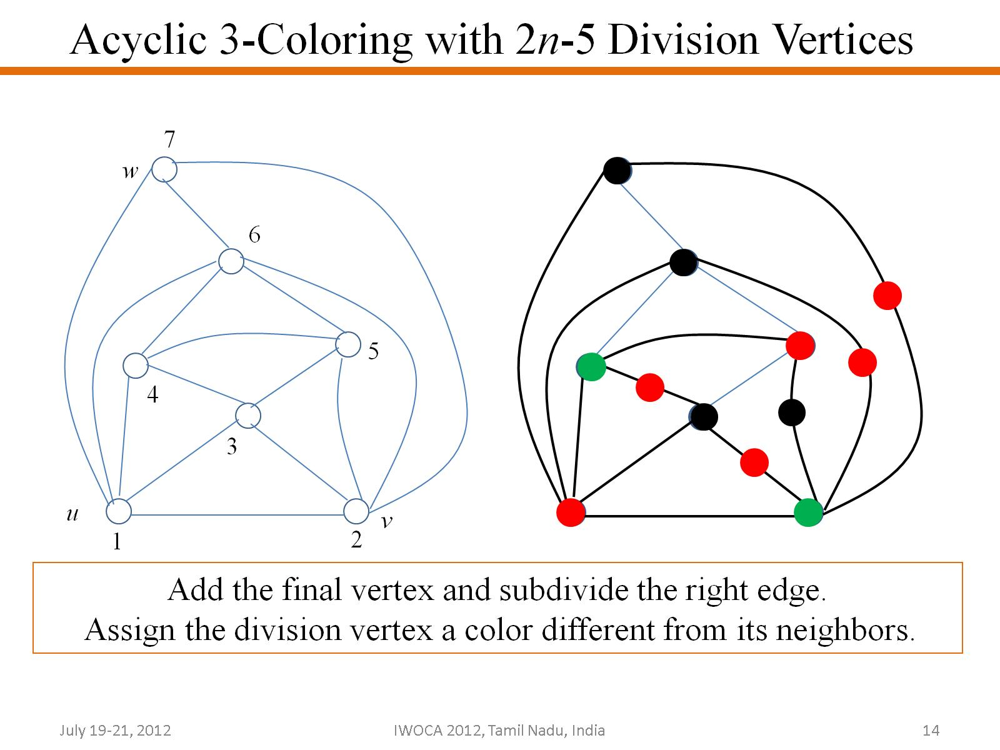 Acyclic 3-Coloring with 2n-5 Division Vertices
7
w
6
5
4
3
u
v
1
2
Add the final vertex and subdivide the right edge.
Assign the division vertex a color different from its neighbors.
July 19-21, 2012
IWOCA 2012, Tamil Nadu, India
14